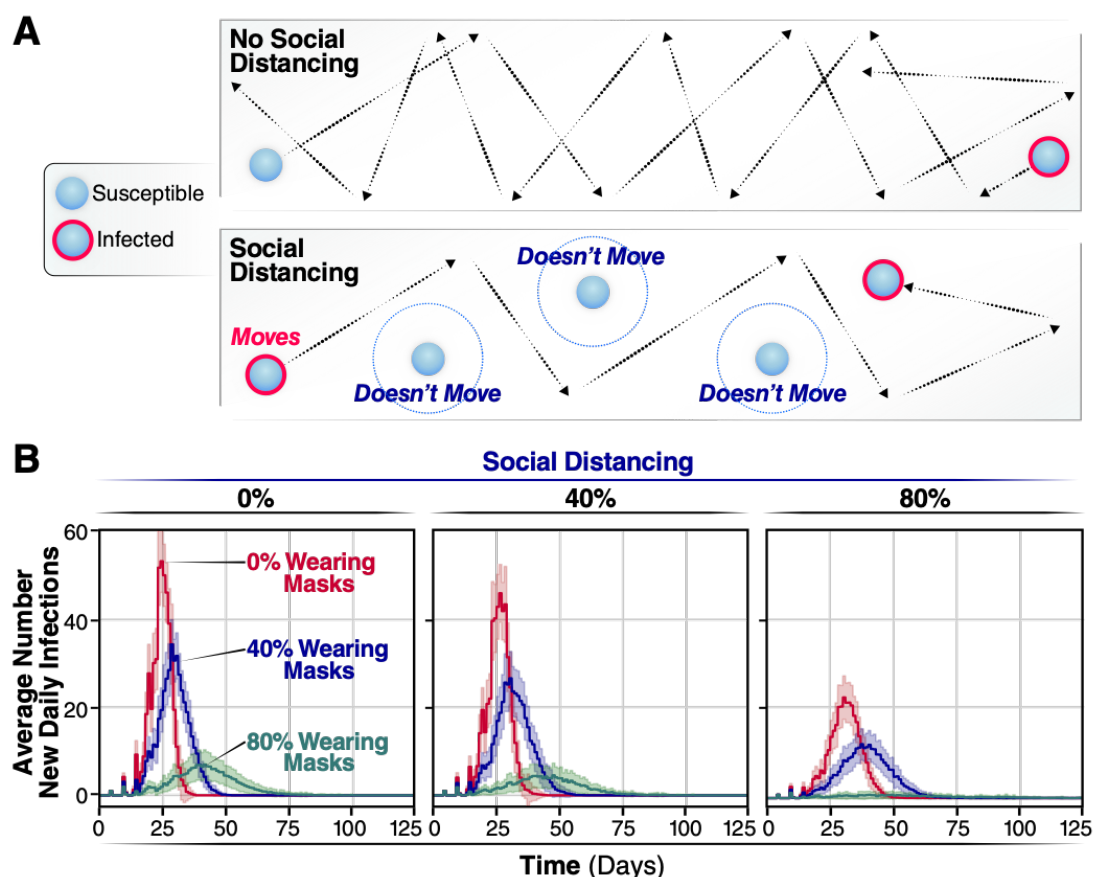 A
No Social
Distancing
Susceptible
Infected
Social
Distancing
Doesn't Move
Moves
Doesn't Move
Doesn't Move
B
Social Distancing
0%
40%
80%
Average Number
New Daily Infections
60
40
20
0
0% Wearing
Masks
40% Wearing
Masks
80% Wearing
Masks
0 25 50 75 100 125
0 25 50 75 100 125
0 25 50 75 100 125
Time (Days)